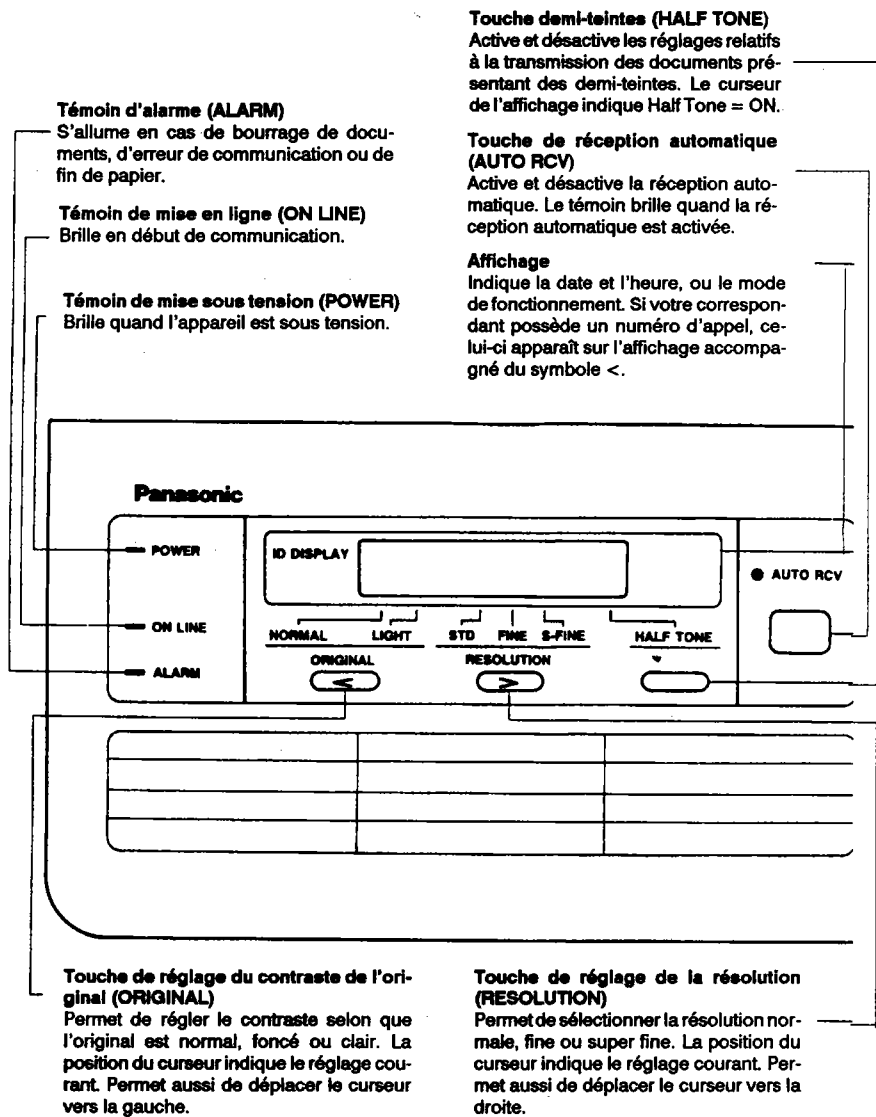 Touche demi-teintes (HALF TONE)
Active et désactive les réglages relatifs
à la transmission des documents pré-
sentant des demi-teintes. Le curseur
de l'affichage indique Half Tone = ON.
Témoin d'alarme (ALARM)
S'allume en cas de bourrage de docu-
ments, d'erreur de communication ou de
fin de papier.
Touche de réception automatique
(AUTO RCV)
Active et désactive la réception auto-
matique. Le témoin brille quand la ré-
ception automatique est activée.
Témoin de mise en ligne (ON LINE)
Brille en début de communication.
Affichage
Indique la date et l'heure, ou le mode
de fonctionnement. Si votre correspon-
dant possède un numéro d'appel, ce-
lui-ci apparaît sur l'affichage accompa-
gné du symbole <.
Témoin de mise sous tension (POWER)
Brille quand l'appareil est sous tension.
Panasonic
POWER
ID DISPLAY
AUTO RCV
ON LINE
NORMAL LIGHT STD FINE S-FINE HALF TONE
ORIGINAL RESOLUTION
ALARM
< >
Touche de réglage du contraste de l'ori-
ginal (ORIGINAL)
Permet de régler le contraste selon que
l'original est normal, foncé ou clair. La
position du curseur indique le réglage cou-
rant. Permet aussi de déplacer le curseur
vers la gauche.
Touche de réglage de la résolution
(RESOLUTION)
Permet de sélectionner la résolution nor-
male, fine ou super fine. La position du
curseur indique le réglage courant. Per-
met aussi de déplacer le curseur vers la
droite.